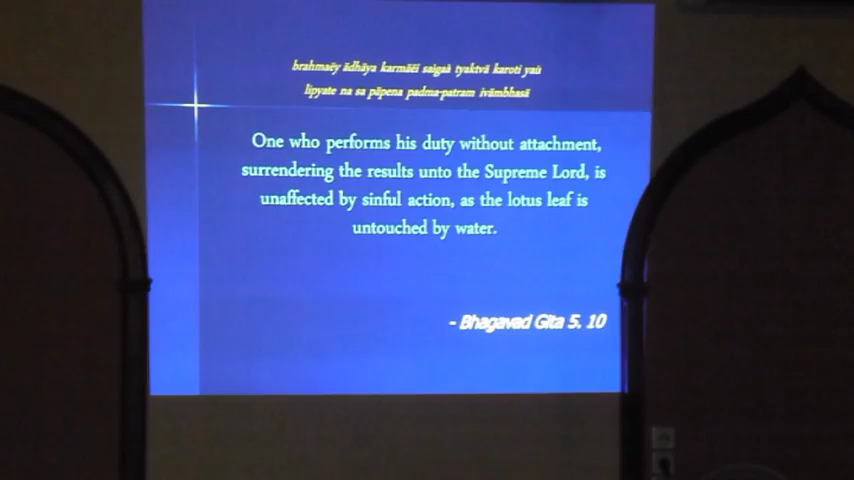 brahmaëy ädhäya karmäëi saìgaà tyaktvä karoti yaù
lipyate na sa päpena padma-patram ivämbhasä
One who performs his duty without attachment,
surrendering the results unto the Supreme Lord, is
unaffected by sinful action, as the lotus leaf is
untouched by water.
- Bhagavad Gita 5. 10